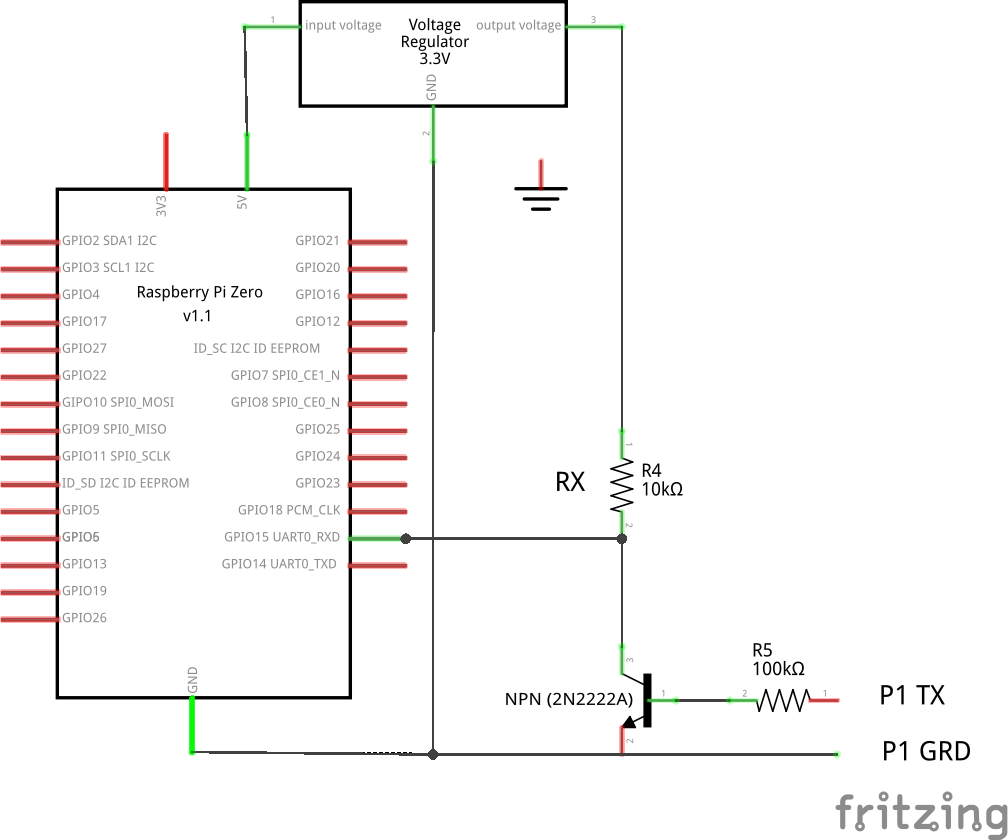 1
input voltage
Voltage
Regulator
3.3V
output voltage
3
GND
2
3V3
5V
GPIO2 SDA1 I2C
GPIO21
GPIO3 SCL1 I2C
GPIO20
Raspberry Pi Zero
v1.1
GPIO4
GPIO16
GPIO17
GPIO12
GPIO27
ID_SC I2C ID EEPROM
GPIO22
GPIO7 SPI0_CE1_N
GIPO10 SPI0_MOSI
GPIO8 SPI0_CE0_N
GPIO9 SPI0_MISO
GPIO25
GPIO11 SPI0_SCLK
GPIO24
ID_SD I2C ID EEPROM
GPIO23
GPIO5
GPIO18 PCM_CLK
GPIO6
GPIO15 UART0_RXD
GPIO13
GPIO14 UART0_TXD
GPIO19
GPIO26
GND
1
RX
R4
10kΩ
2
3
NPN (2N2222A)
1
2
R5
100kΩ
2
1
P1 TX
P1 GRD
fritzing